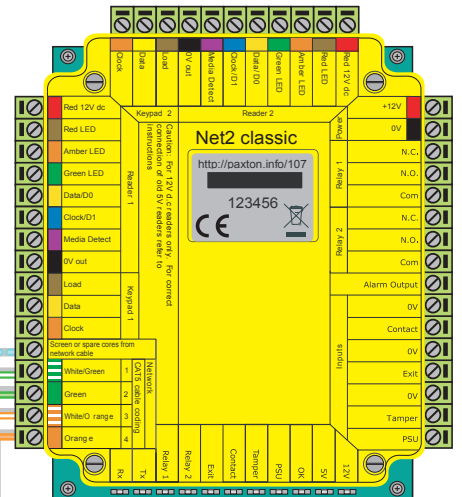 Clock
Data
Load
0V out
Media Detect
Clock/D1
Data/ D0
Green LED
Amber LED
Red LED
Red 12V dc
Keypad 2
Reader 2
Red 12V dc
Red LED
Amber LED
Green LED
Data/D0
Clock/D1
Media Detect
0V out
Load
Data
Clock
Reader 1
Keypad 1
Caution: For 12V d.c readers only. For correct
connection of old 5V readers refer to
instructions
Net2 classic
http://paxton.info/107
123456
CE
Power
Relay 1
Relay 2
Inputs
+12V
0V
N.C.
N.O.
Com
N.C.
N.O.
Com
Alarm Output
0V
Contact
0V
Exit
0V
Tamper
PSU
Screen or spare cores from
network cable
White/Green 1
Green 2
White/O range 3
Orang e 4
Network
CAT5 cable coding
Rx
Tx
Relay 1
Relay 2
Exit
Contact
Tamper
PSU
OK
5V
12V